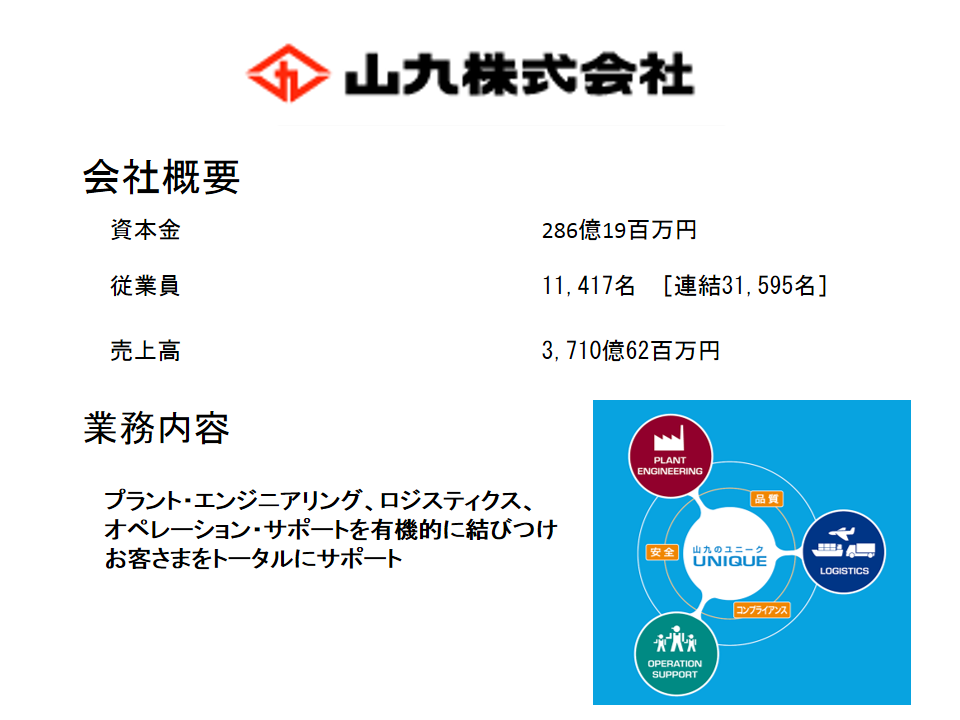 山九株式会社
会社概要
資本金 286億19百万円
従業員 11,417名 [連結31,595名]
売上高 3,710億62百万円
業務内容
プラント・エンジニアリング、ロジスティクス、
オペレーション・サポートを有機的に結びつけ
お客さまをトータルにサポート
PLANT
ENGINEERING
品質
安全
山九のユニーク
UNIQUE
LOGISTICS
コンプライアンス
OPERATION
SUPPORT